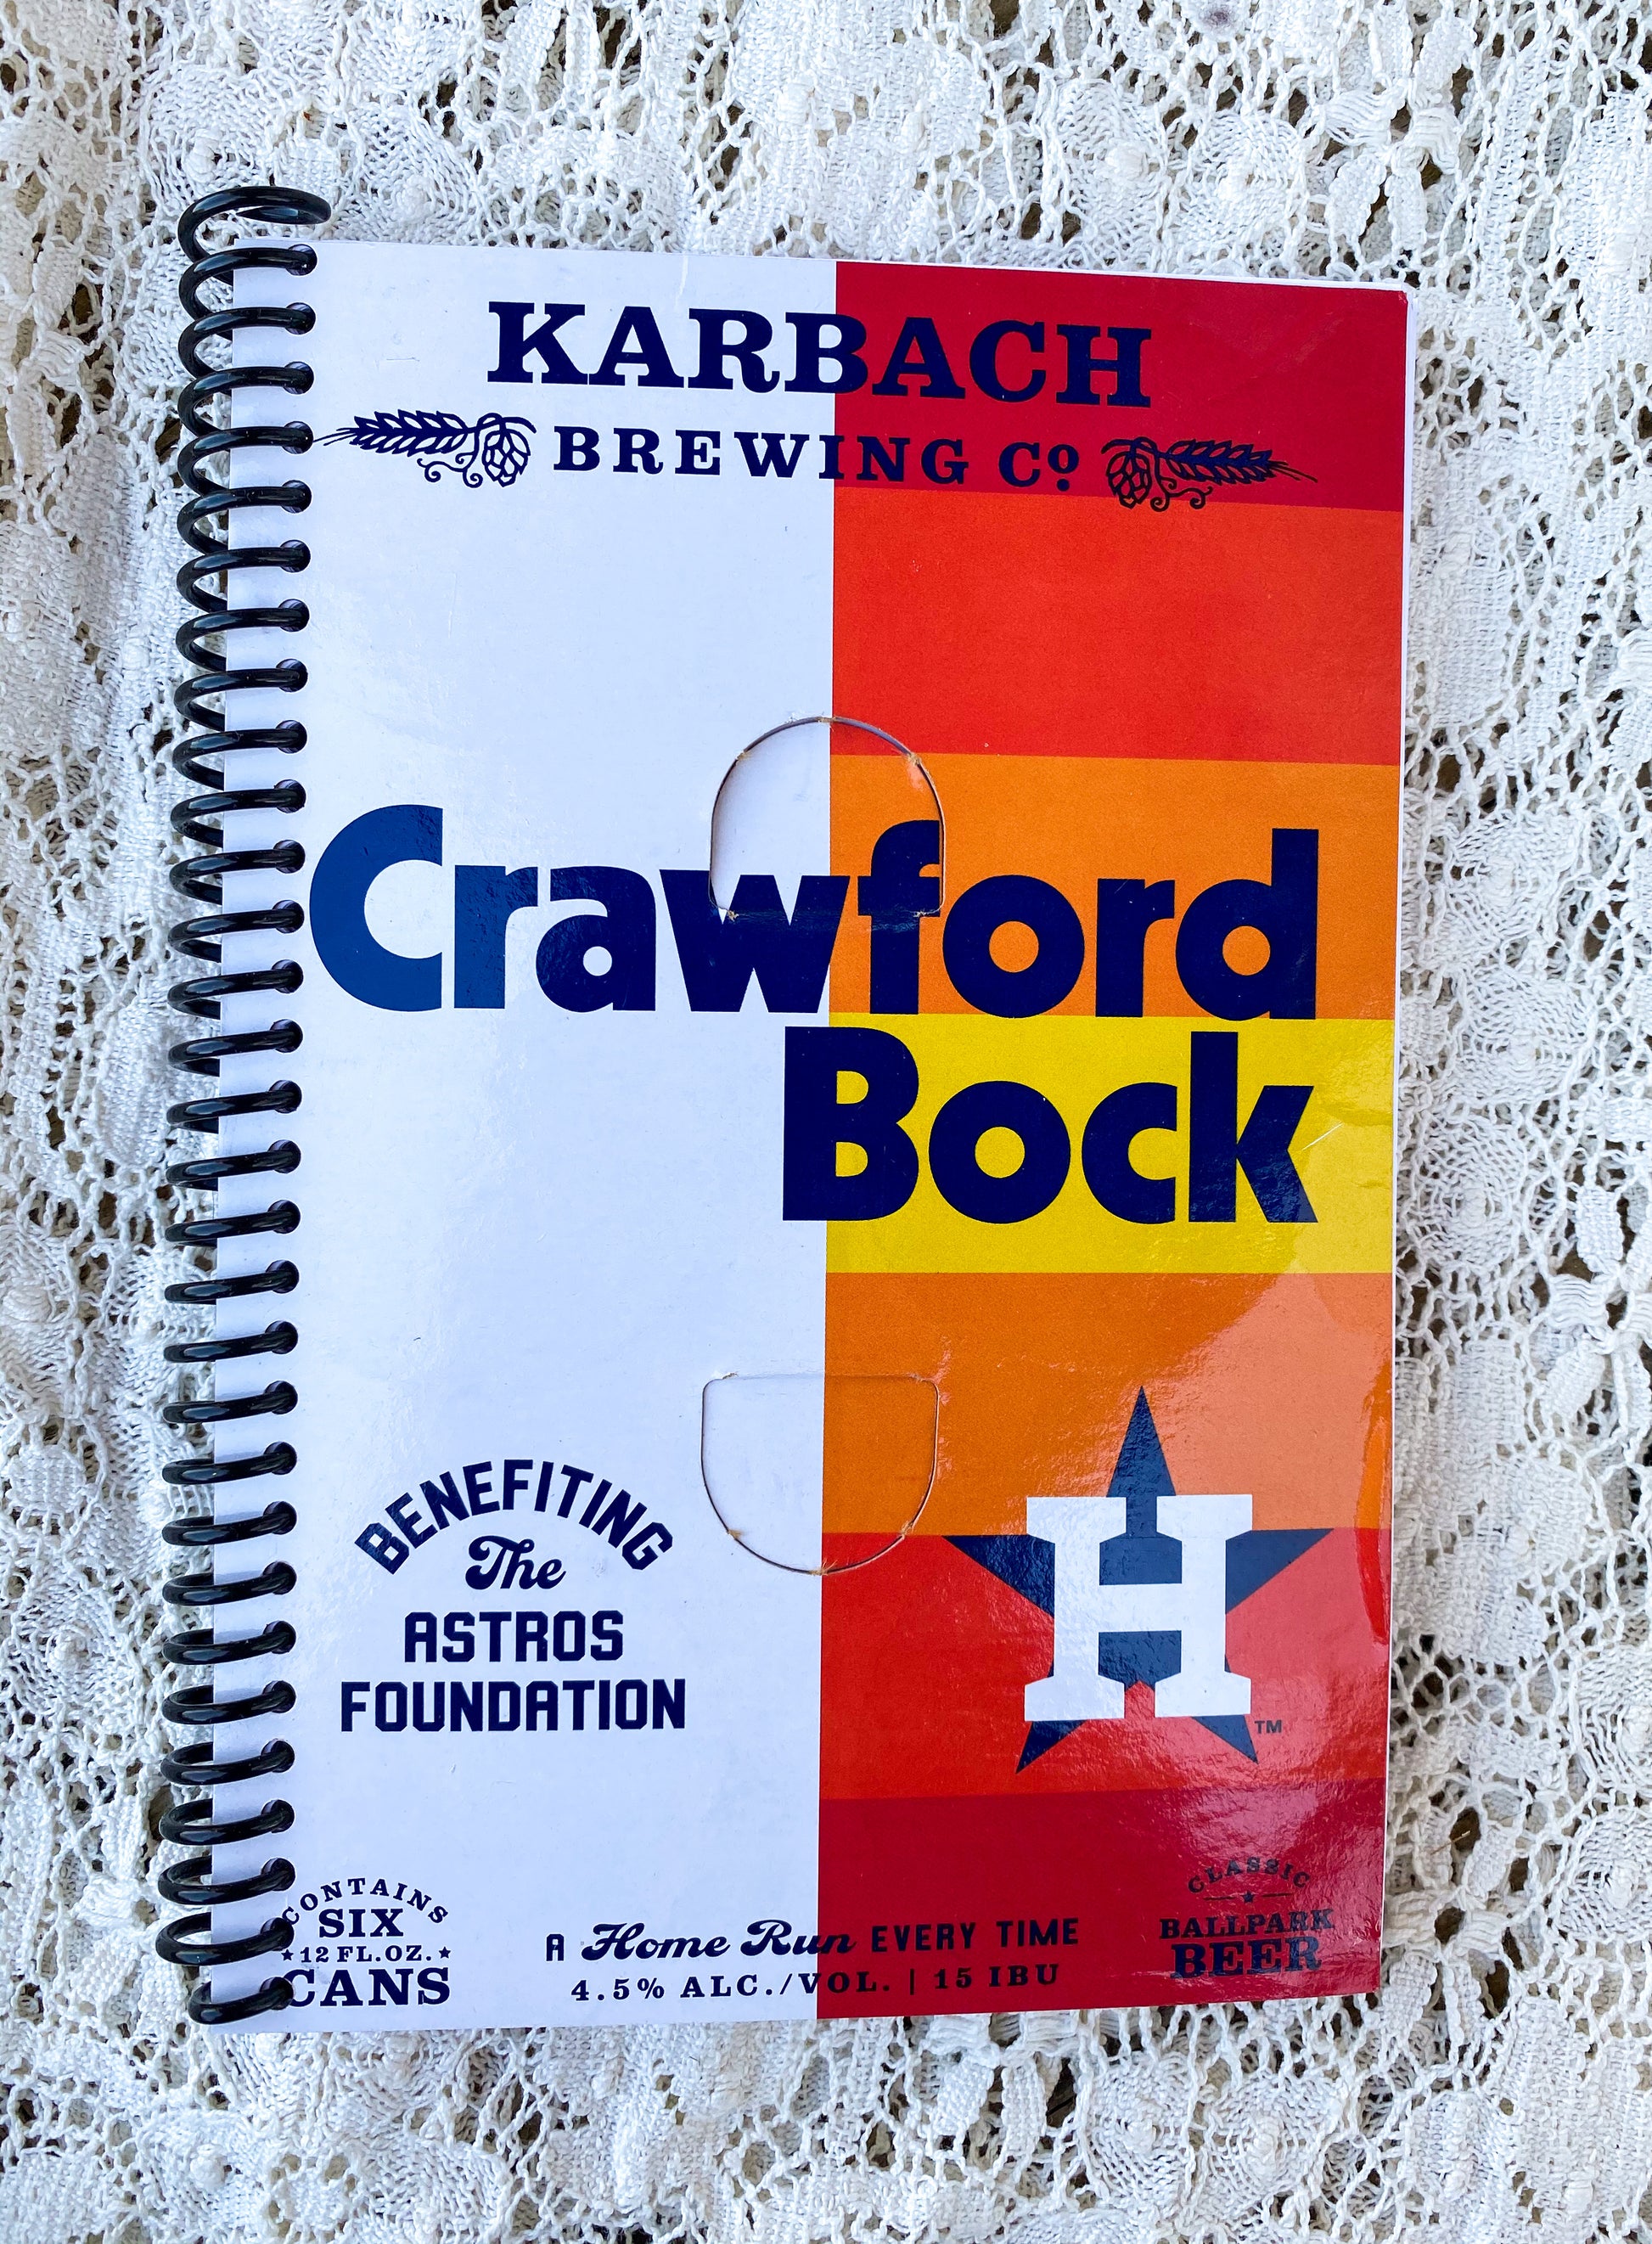 KARBACH
BREWING Cº
Crawford
Bock
BENEFITING
The
ASTROS
FOUNDATION
H
TM
CONTAINS
SIX
12 FL.OZ.
CANS
A Home Run EVERY TIME
4.5% ALC./VOL. | 15 IBU
CLASSIC
BALLPARK
BEER